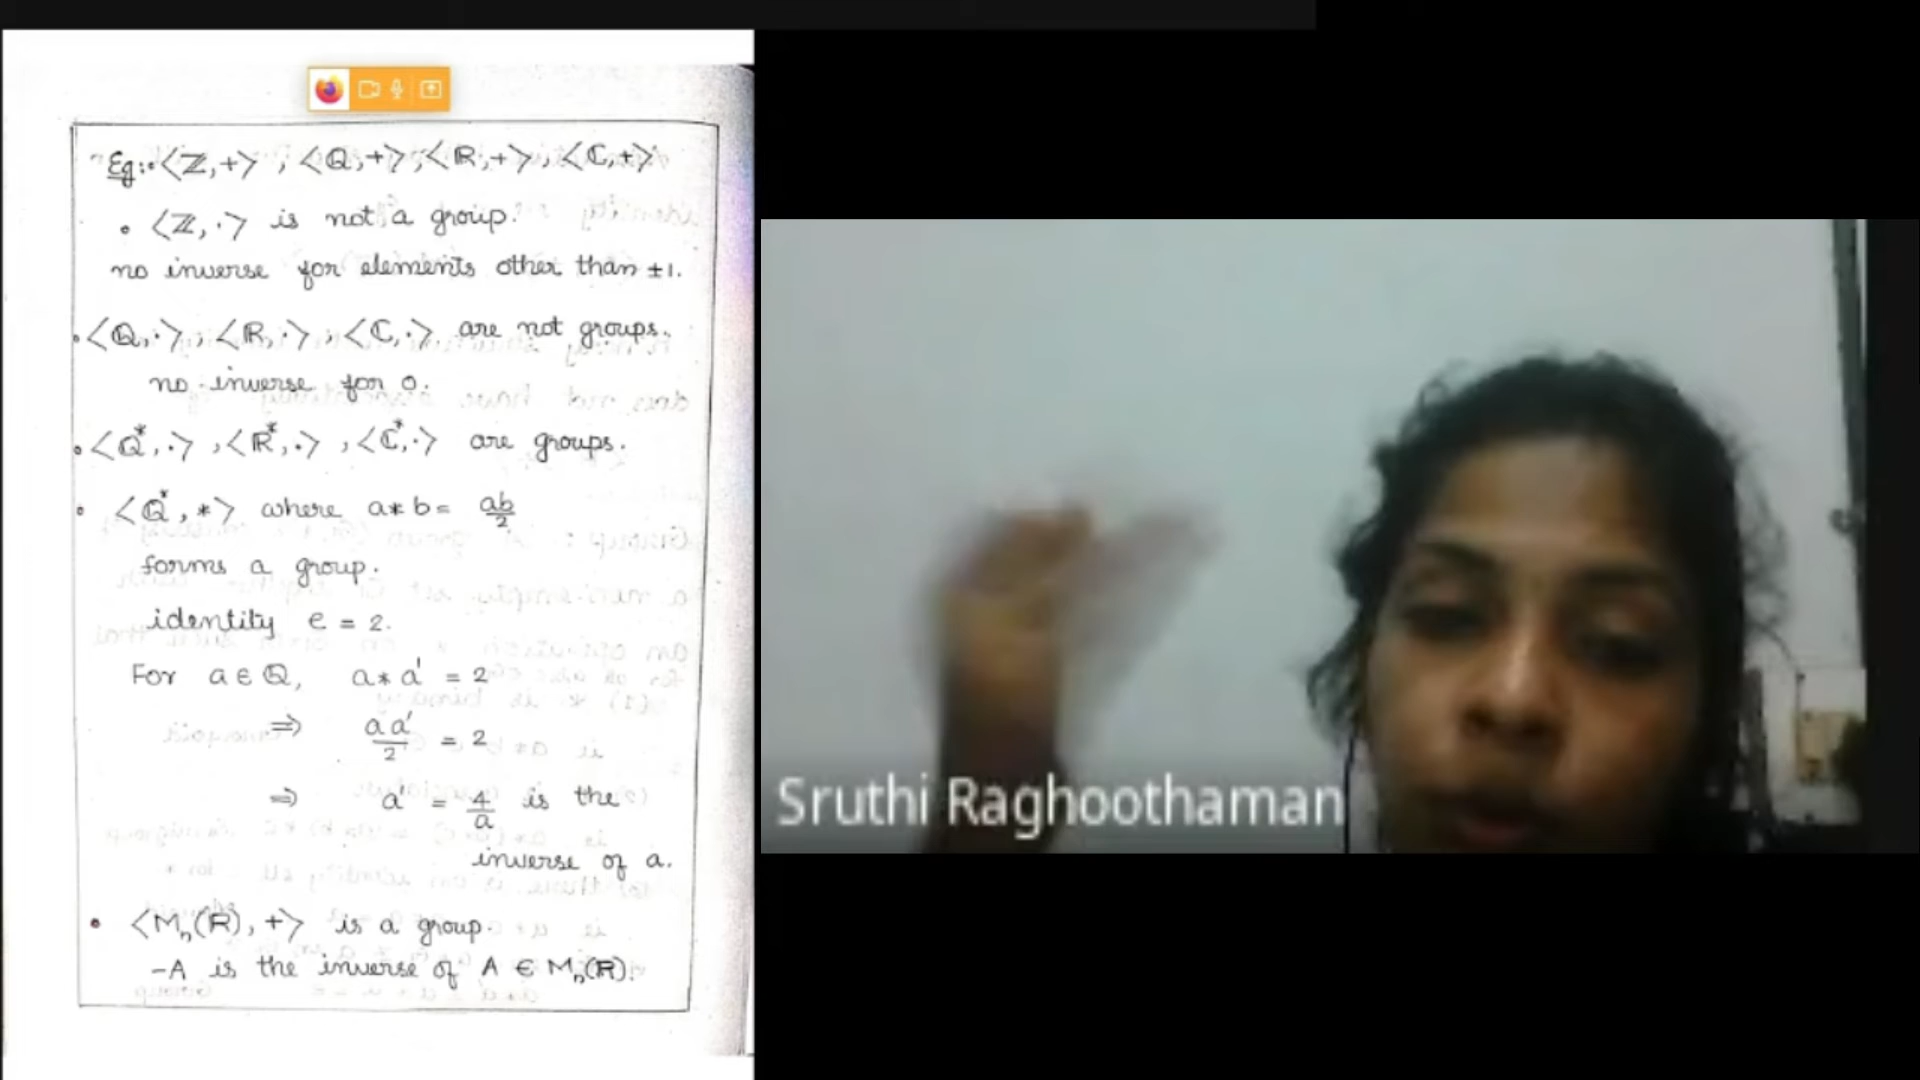 Eg:• <ℤ,+> , <ℚ,+> , <ℝ,+> , <ℂ,+>
• <ℤ, ·> is not a group.
no inverse for elements other than ±1.
• <ℚ,·> , <ℝ,·> , <ℂ,·> are not groups.
no inverse for 0.
• <ℚ*,·> , <ℝ*,·> , <ℂ*,·> are groups.
• <ℚ*,*> where a*b = ab/2
forms a group.
identity e = 2.
For a ∈ ℚ, a * a' = 2
⇒ aa'/2 = 2
⇒ a' = 4/a is the
inverse of a.
• <Mn(ℝ), +> is a group.
-A is the inverse of A ∈ Mn(ℝ).
Sruthi Raghoothaman